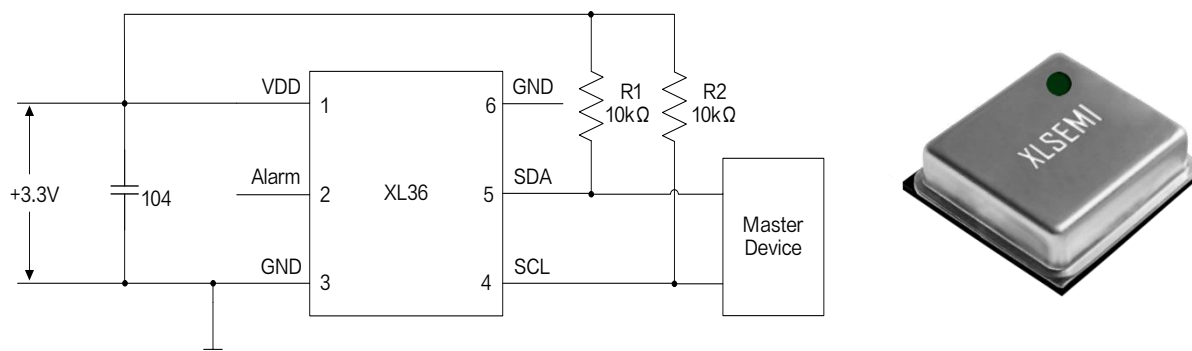 VDD
1
6
GND
R1
10kΩ
R2
10kΩ
+3.3V
104
Alarm
2
XL36
5
SDA
Master
Device
GND
3
4
SCL
XLSEMI